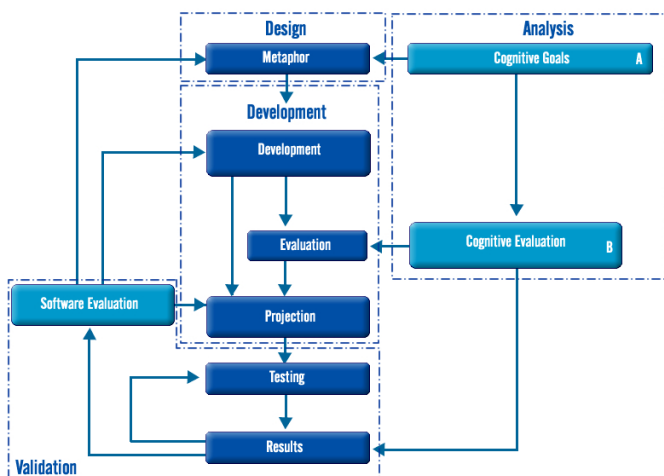 Design
Analysis
Metaphor
Cognitive Goals
A
Development
Development
Evaluation
Cognitive Evaluation
B
Software Evaluation
Projection
Testing
Results
Validation